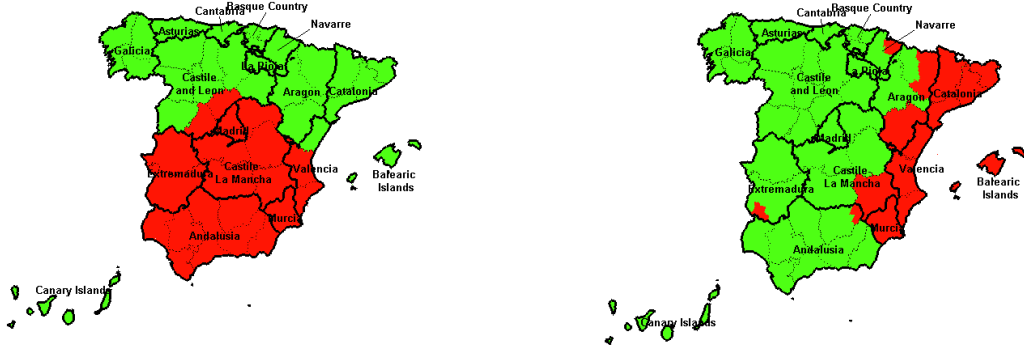 Basque Country
Cantabria
Navarre
Asturias
Galicia
La Rioja
Castile
and Leon
Aragon
Catalonia
Madrid
Extremadura
Castile
La Mancha
Valencia
Balearic
Islands
Murcia
Andalusia
Canary Islands
Basque Country
Cantabria
Navarre
Asturias
Galicia
La Rioja
Castile
and Leon
Aragon
Catalonia
Madrid
Extremadura
Castile
La Mancha
Valencia
Balearic
Islands
Murcia
Andalusia
Canary Islands